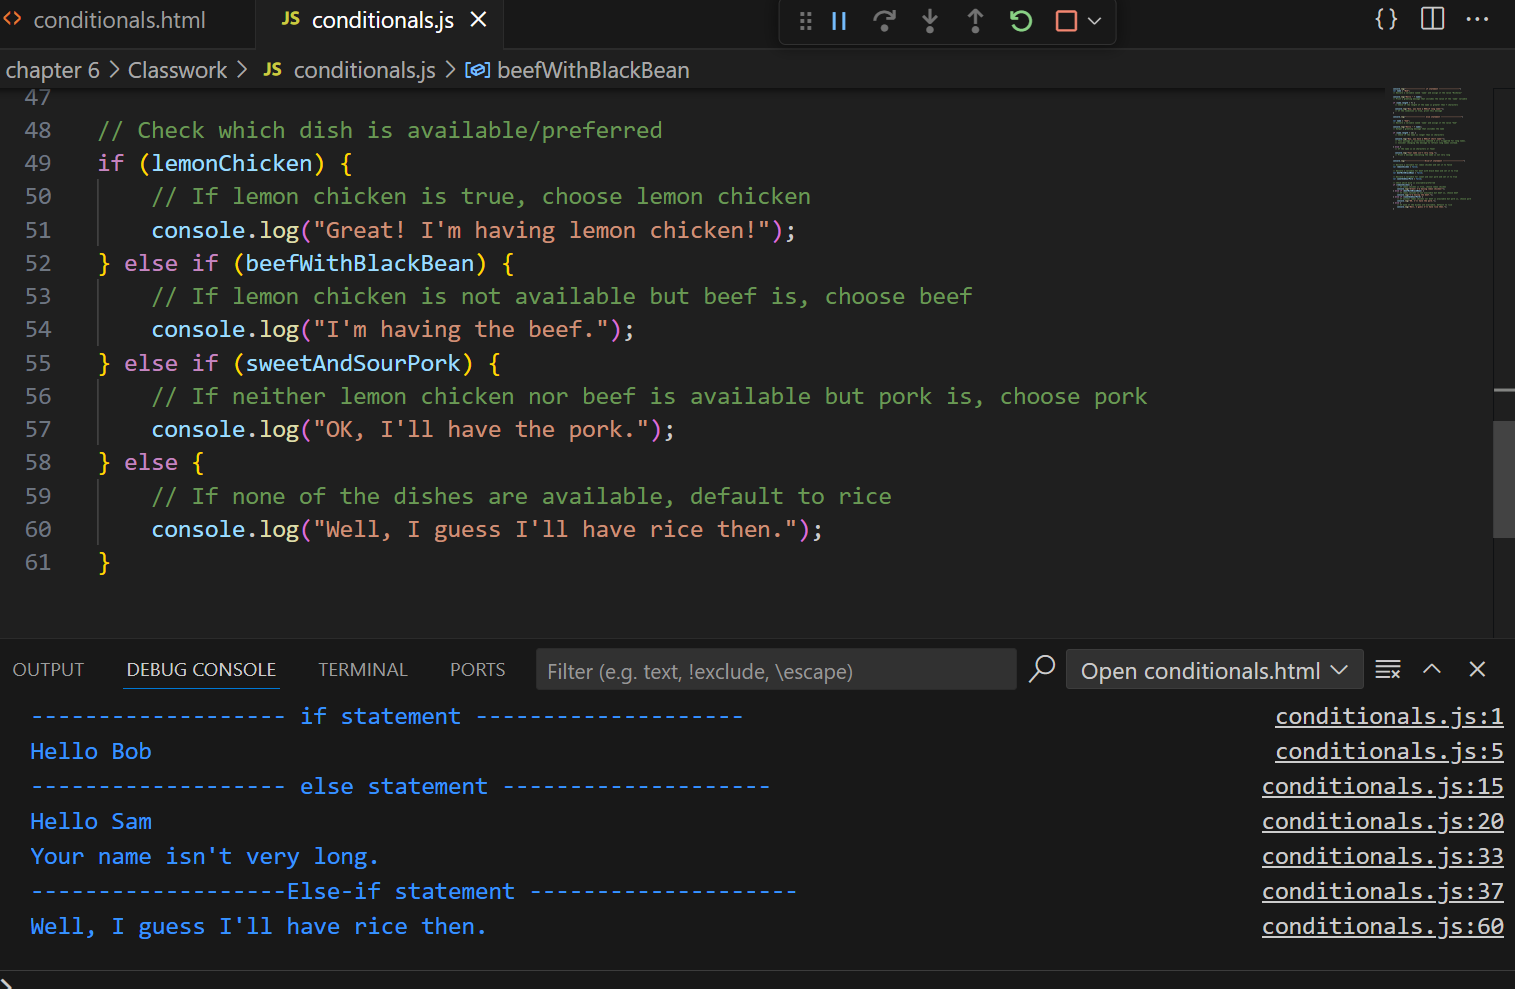 <> conditionals.html
JS conditionals.js
chapter 6 > Classwork > JS conditionals.js > beefWithBlackBean
47
48 // Check which dish is available/preferred
49 if (lemonChicken) {
50     // If lemon chicken is true, choose lemon chicken
51     console.log("Great! I'm having lemon chicken!");
52 } else if (beefWithBlackBean) {
53     // If lemon chicken is not available but beef is, choose beef
54     console.log("I'm having the beef.");
55 } else if (sweetAndSourPork) {
56     // If neither lemon chicken nor beef is available but pork is, choose pork
57     console.log("OK, I'll have the pork.");
58 } else {
59     // If none of the dishes are available, default to rice
60     console.log("Well, I guess I'll have rice then.");
61 }
OUTPUT DEBUG CONSOLE TERMINAL PORTS Filter (e.g. text, !exclude, \escape) Open conditionals.html
------------------- if statement -------------------- conditionals.js:1
Hello Bob conditionals.js:5
------------------- else statement -------------------- conditionals.js:15
Hello Sam conditionals.js:20
Your name isn't very long. conditionals.js:33
-------------------Else-if statement -------------------- conditionals.js:37
Well, I guess I'll have rice then. conditionals.js:60